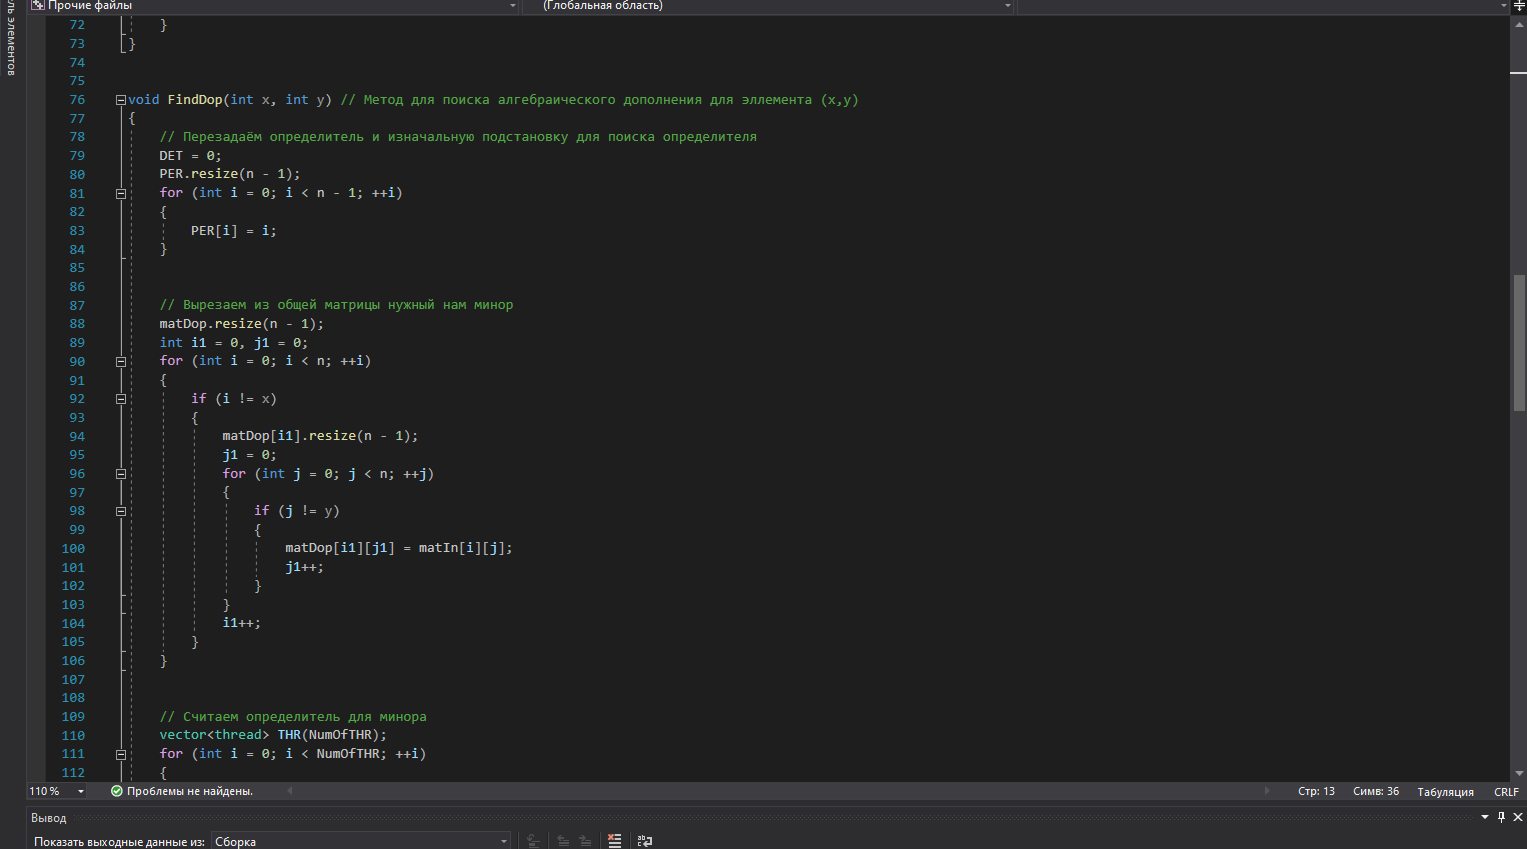 ль элементов
Прочие файлы
(Глобальная область)
72 }
73 }
74
75
76 void FindDop(int x, int y) // Метод для поиска алгебраического дополнения для эллемента (x,y)
77 {
78 // Перезадаём определитель и изначальную подстановку для поиска определителя
79 DET = 0;
80 PER.resize(n - 1);
81 for (int i = 0; i < n - 1; ++i)
82 {
83 PER[i] = i;
84 }
85
86
87 // Вырезаем из общей матрицы нужный нам минор
88 matDop.resize(n - 1);
89 int i1 = 0, j1 = 0;
90 for (int i = 0; i < n; ++i)
91 {
92 if (i != x)
93 {
94 matDop[i1].resize(n - 1);
95 j1 = 0;
96 for (int j = 0; j < n; ++j)
97 {
98 if (j != y)
99 {
100 matDop[i1][j1] = matIn[i][j];
101 j1++;
102 }
103 }
104 i1++;
105 }
106 }
107
108
109 // Считаем определитель для минора
110 vector<thread> THR(NumOfTHR);
111 for (int i = 0; i < NumOfTHR; ++i)
112 {
110 % Проблемы не найдены. Стр: 13 Симв: 36 Табуляция CRLF
Вывод
Показать выходные данные из: Сборка